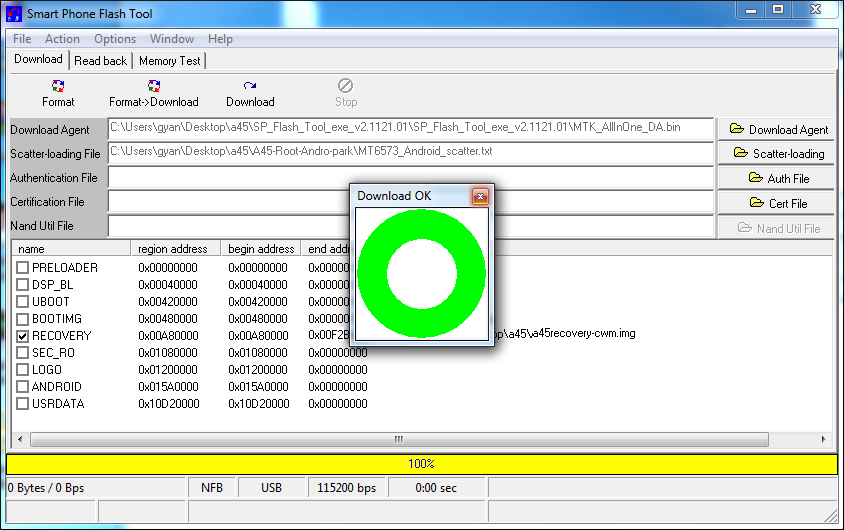 Smart Phone Flash Tool
File Action Options Window Help
Download Read back Memory Test
Format Format->Download Download Stop
Download Agent C:\Users\gyan\Desktop\a45\SP_Flash_Tool_exe_v2.1121.01\SP_Flash_Tool_exe_v2.1121.01\MTK_AllInOne_DA.bin Download Agent
Scatter-loading File C:\Users\gyan\Desktop\a45\A45-Root-Andro-park\MT6573_Android_scatter.txt Scatter-loading
Authentication File Auth File
Certification File Cert File
Nand Util File Nand Util File
Download OK
name region address begin address end addr
PRELOADER 0x00000000 0x00000000 0x000
DSP_BL 0x00040000 0x00040000 0x000
UBOOT 0x00420000 0x00420000 0x000
BOOTIMG 0x00480000 0x00480000 0x000
RECOVERY 0x00A80000 0x00A80000 0x00F2B op\a45\a45recovery-cwm.img
SEC_RO 0x01080000 0x01080000 0x00000000
LOGO 0x01200000 0x01200000 0x00000000
ANDROID 0x015A0000 0x015A0000 0x00000000
USRDATA 0x10D20000 0x10D20000 0x00000000
100%
0 Bytes / 0 Bps NFB USB 115200 bps 0:00 sec